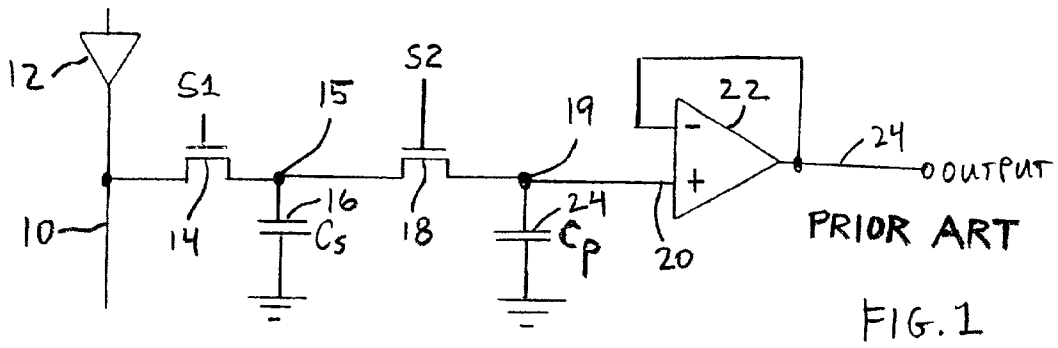 12
S1
15
S2
19
22
-
+
24
OUTPUT
10
14
16
Cs
18
24
Cp
20
PRIOR ART
FIG. 1